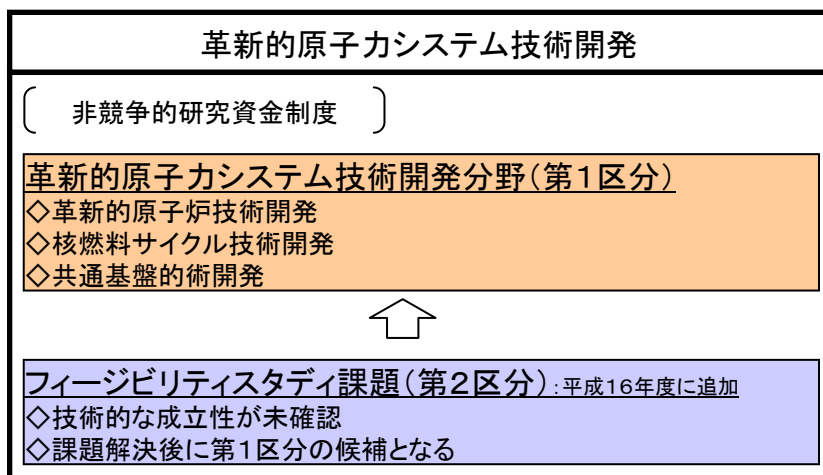 革新的原子力システム技術開発
非競争的研究資金制度
革新的原子力システム技術開発分野(第1区分)
◇革新的原子炉技術開発
◇核燃料サイクル技術開発
◇共通基盤的術開発
フィージビリティスタディ課題(第2区分):平成16年度に追加
◇技術的な成立性が未確認
◇課題解決後に第1区分の候補となる